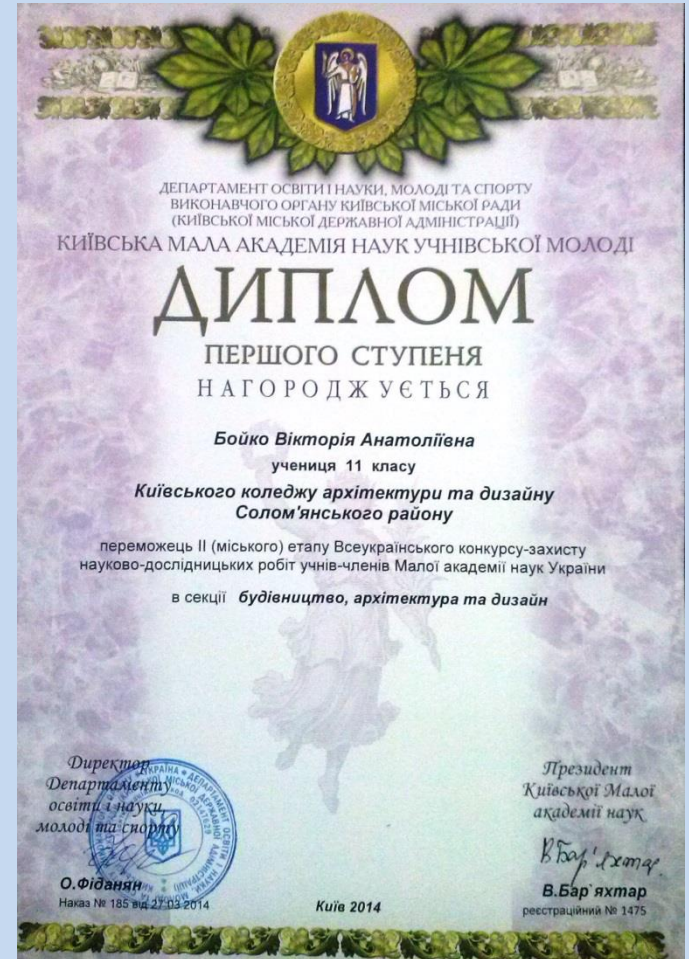 ДЕПАРТАМЕНТ ОСВІТИ І НАУКИ, МОЛОДІ ТА СПОРТУ
ВИКОНАВЧОГО ОРГАНУ КИЇВСЬКОЇ МІСЬКОЇ РАДИ
(КИЇВСЬКОЇ МІСЬКОЇ ДЕРЖАВНОЇ АДМІНІСТРАЦІЇ)
КИЇВСЬКА МАЛА АКАДЕМІЯ НАУК УЧНІВСЬКОЇ МОЛОДІ
ДИПЛОМ
ПЕРШОГО СТУПЕНЯ
НАГОРОДЖУЄТЬСЯ
Бойко Вікторія Анатоліївна
учениця 11 класу
Київського коледжу архітектури та дизайну
Солом'янського району
переможець ІІ (міського) етапу Всеукраїнського конкурсу-захисту
науково-дослідницьких робіт учнів-членів Малої академії наук України
в секції будівництво, архітектура та дизайн
Директор
Департаменту
освіти і науки,
молоді та спорту
О.Фіданян
Наказ № 185 від 27.03.2014
Київ 2014
Президент
Київської Малої
академії наук
В.Бар`яхтар
реєстраційний № 1475